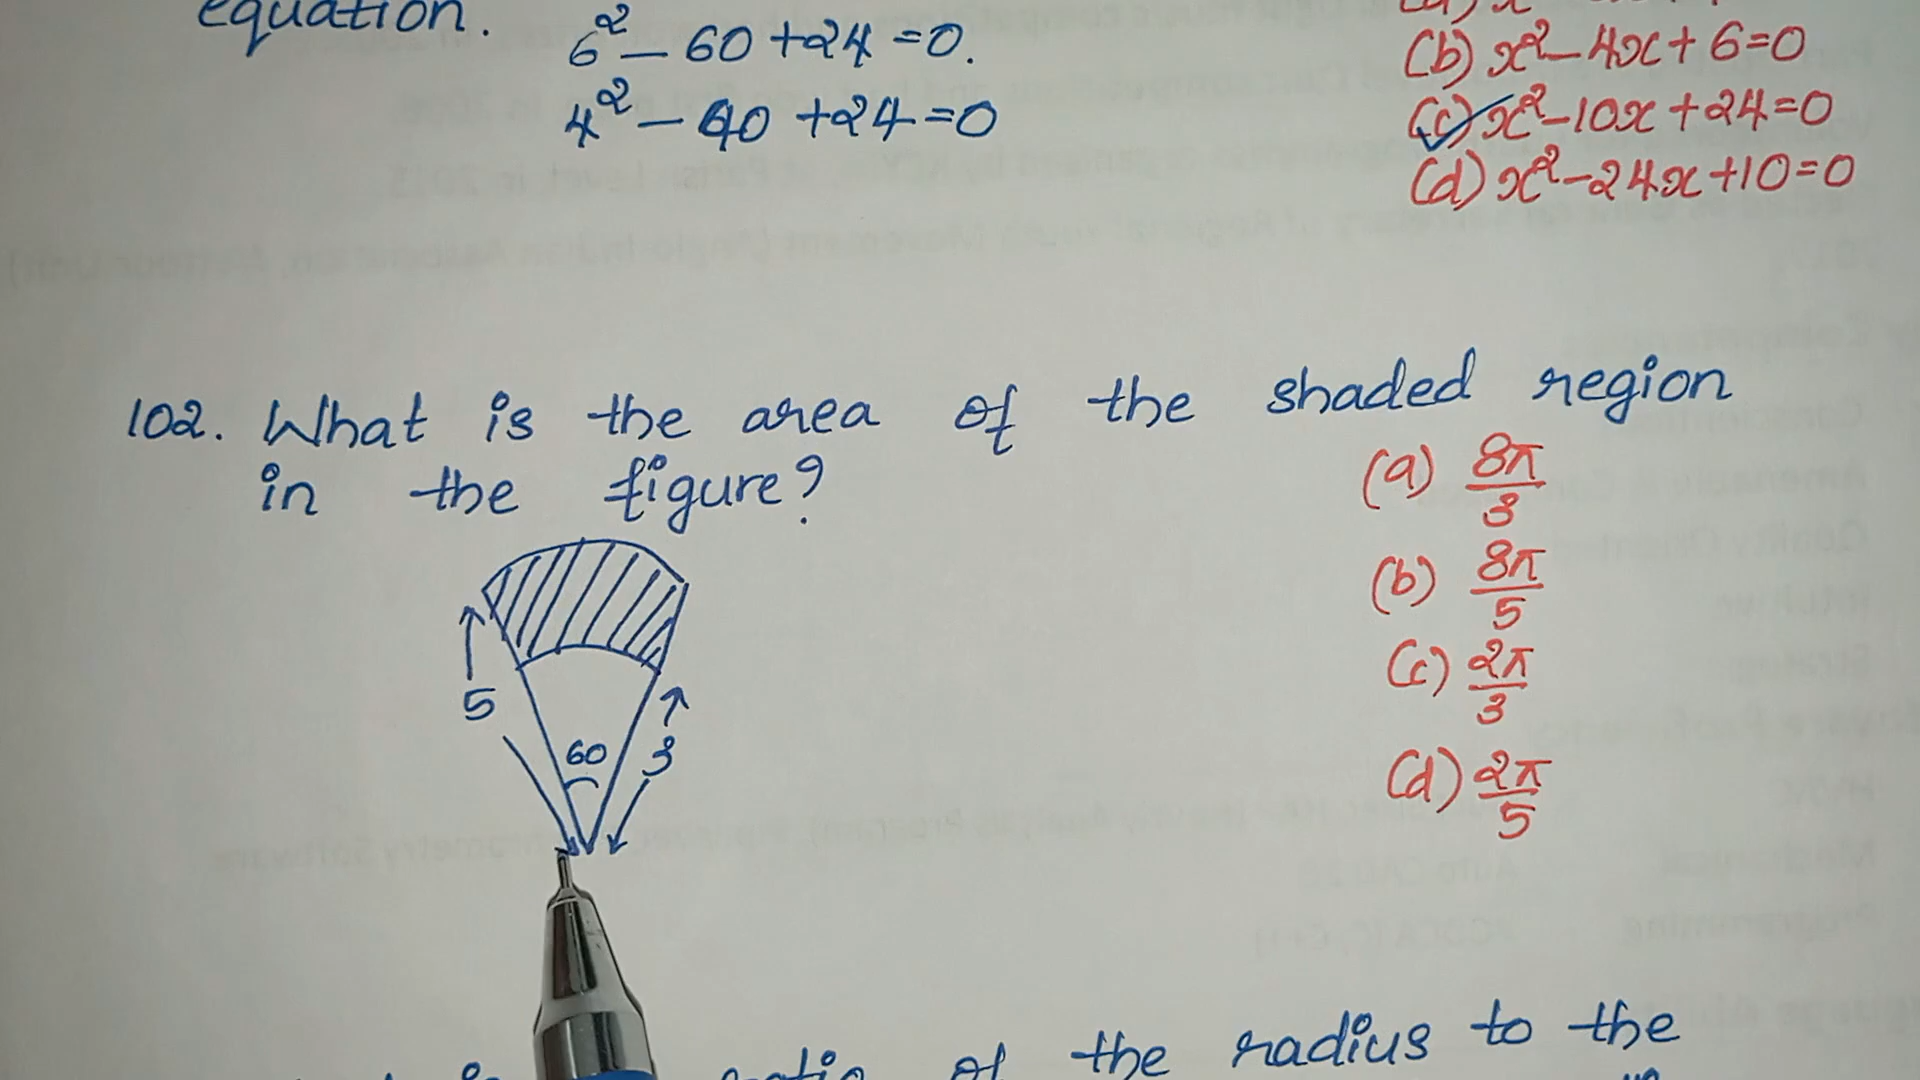 equation.
6² – 60 + 24 = 0.
4² – 40 + 24 = 0
(b) x² – 4x + 6 = 0
(c) x² – 10x + 24 = 0
(d) x² – 24x + 10 = 0
102. What is the area of the shaded region
in the figure?
(a) 8π/3
(b) 8π/5
(c) 2π/3
(d) 2π/5
5
60
3
of the radius to the